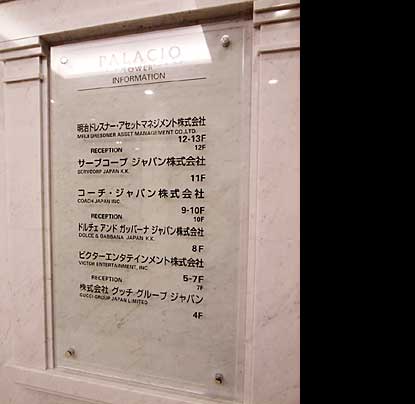 PALACIO
TOWER
INFORMATION
明治ドレスナー・アセットマネジメント株式会社
MEIJI DRESDNER ASSET MANAGEMENT CO.,LTD.
12-13F
RECEPTION 12F
サーブコープ ジャパン株式会社
SERVCORP JAPAN K.K.
11F
コーチ・ジャパン株式会社
COACH JAPAN INC.
9-10F
RECEPTION 10F
ドルチェ アンド ガッバーナ ジャパン株式会社
DOLCE & GABBANA JAPAN K.K.
8F
ビクターエンタテインメント株式会社
VICTOR ENTERTAINMENT, INC.
5-7F
RECEPTION 7F
株式会社 グッチ グループ ジャパン
GUCCI GROUP JAPAN LIMITED
4F